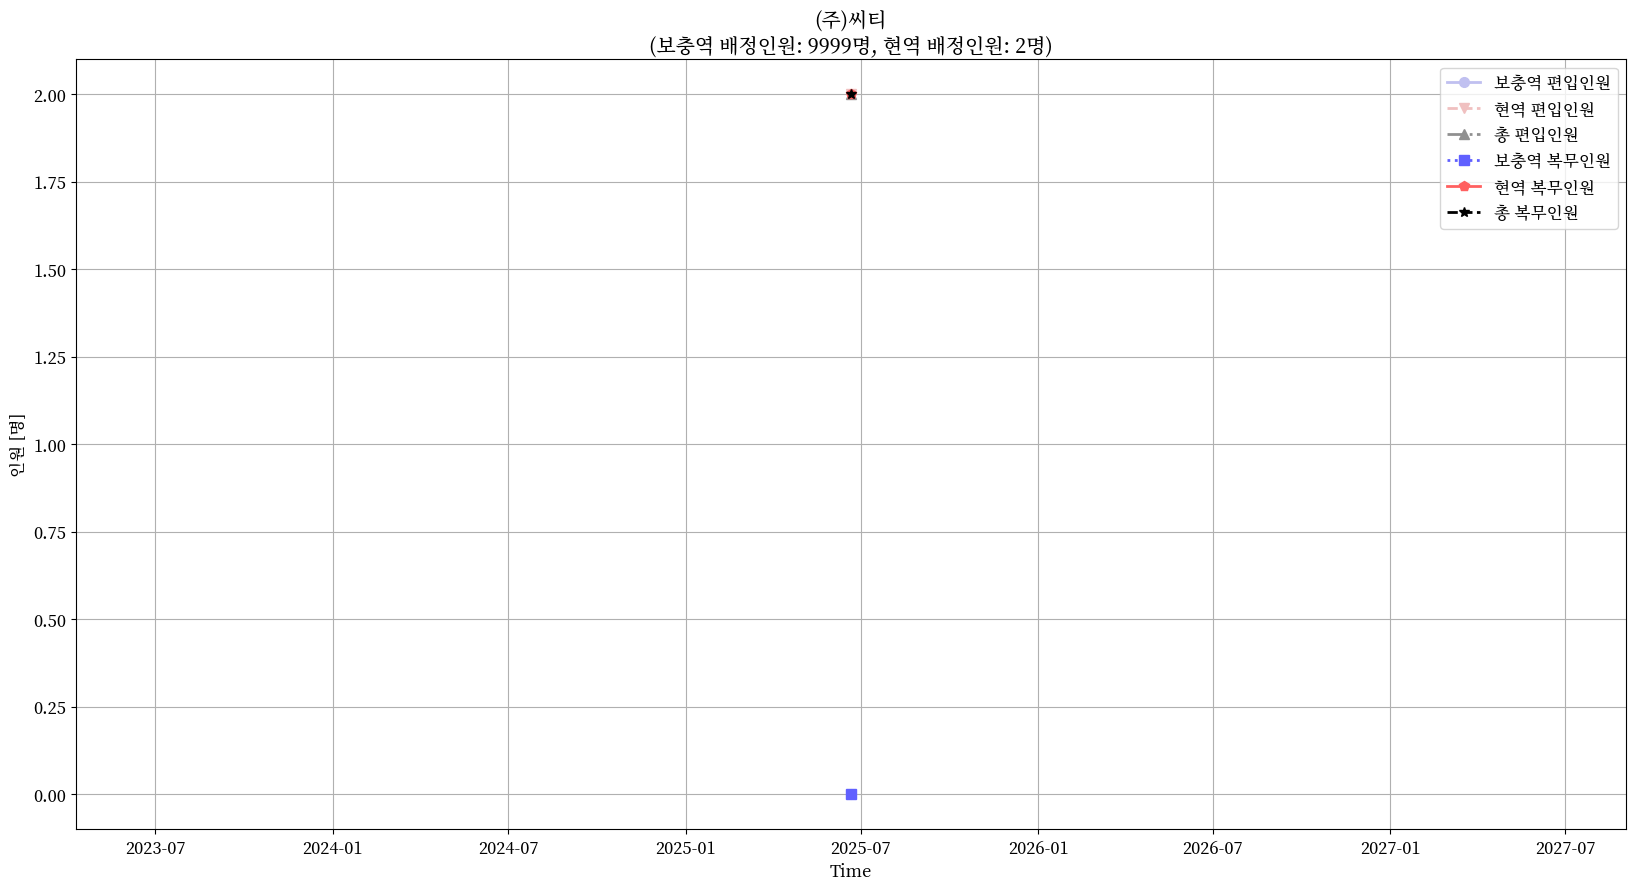 (주)씨티
(보충역 배정인원: 9999명, 현역 배정인원: 2명)
보충역 편입인원
현역 편입인원
총 편입인원
보충역 복무인원
현역 복무인원
총 복무인원
2.00
1.75
1.50
1.25
1.00
0.75
0.50
0.25
0.00
인원 [명]
2023-07 2024-01 2024-07 2025-01 2025-07 2026-01 2026-07 2027-01 2027-07
Time